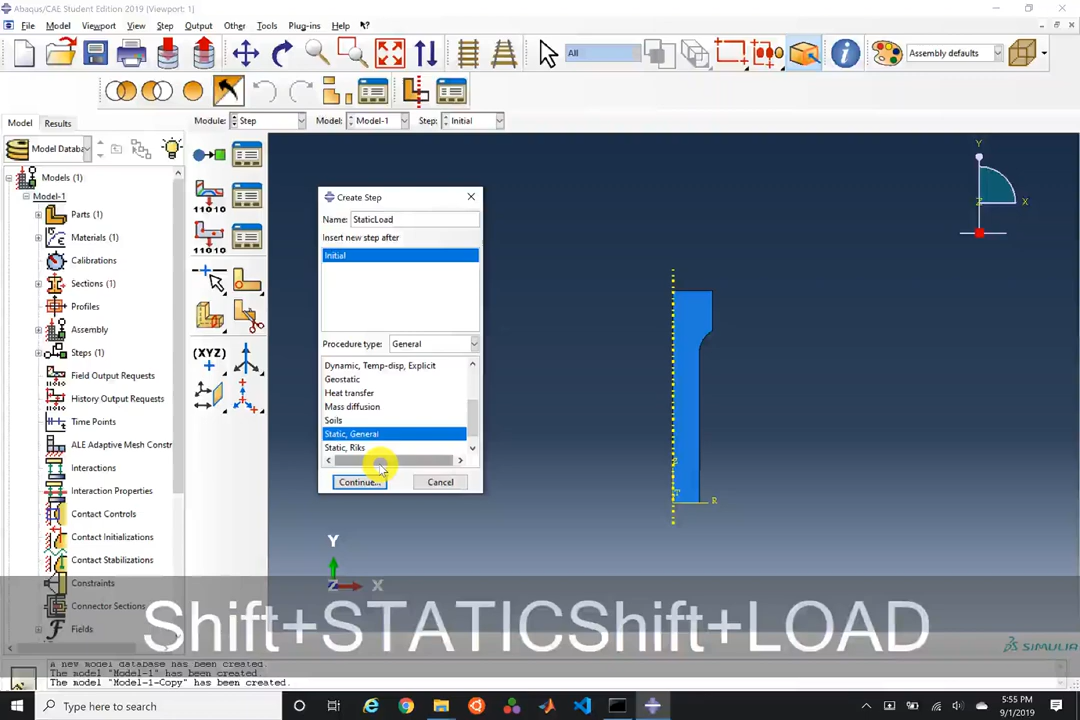 Abaqus/CAE Student Edition 2019 [Viewport: 1]
File Model Viewport View Step Output Other Tools Plug-ins Help
All
Assembly defaults
Module: Step Model: Model-1 Step: Initial
Model Results
Model Databa
Models (1)
Model-1
Parts (1)
Materials (1)
Calibrations
Sections (1)
Profiles
Assembly
Steps (1)
Field Output Requests
History Output Requests
Time Points
ALE Adaptive Mesh Constr
Interactions
Interaction Properties
Contact Controls
Contact Initializations
Contact Stabilizations
Constraints
Connector Sections
Fields
11010
11010
(XYZ)
Create Step
Name: StaticLoad
Insert new step after
Initial
Procedure type: General
Dynamic, Temp-disp, Explicit
Geostatic
Heat transfer
Mass diffusion
Soils
Static, General
Static, Riks
Continue... Cancel
Y
X
Z
R
Y
X
Z
Shift+STATICShift+LOAD
SIMULIA
A new model database has been created.
The model "Model-1" has been created.
The model "Model-1-Copy" has been created.
Type here to search
5:55 PM
9/1/2019